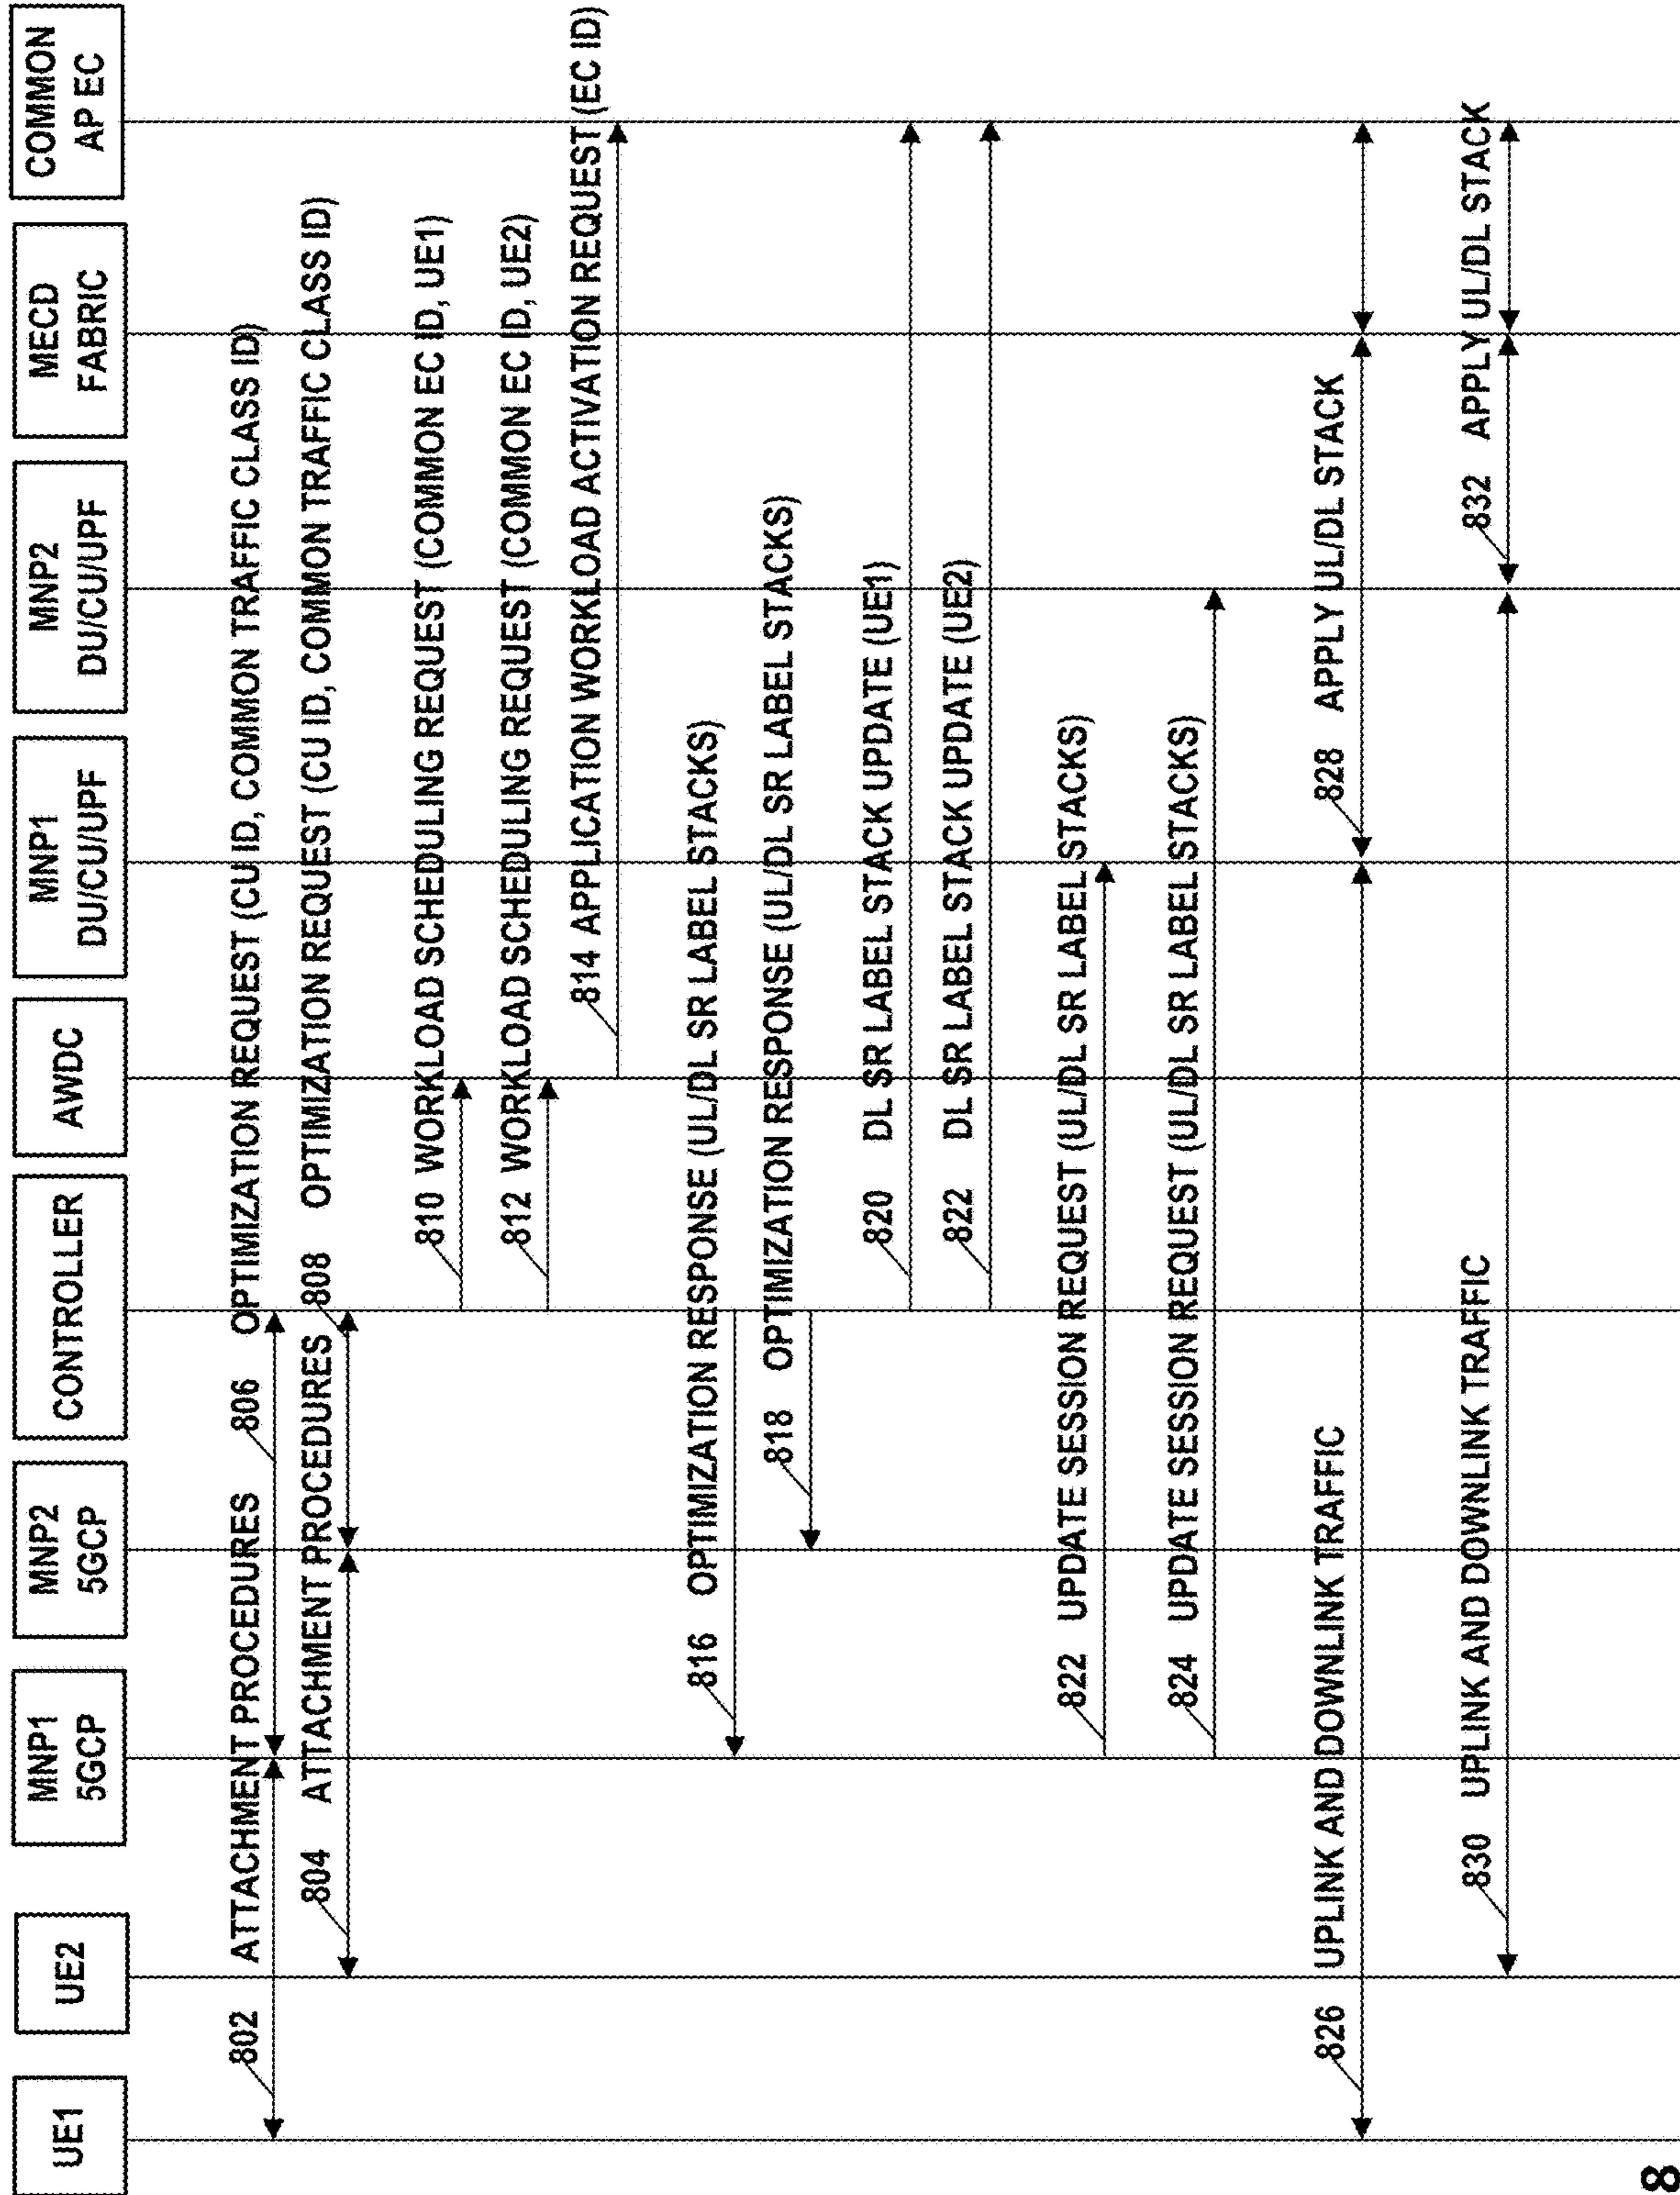 UE1
UE2
MNP1
5GCP
MNP2
5GCP
CONTROLLER
AWDC
MNP1
DU/CU/UPF
MNP2
DU/CU/UPF
MECD
FABRIC
COMMON
AP EC
802 ATTACHMENT PROCEDURES
806 OPTIMIZATION REQUEST (CU ID, COMMON TRAFFIC CLASS ID)
804 ATTACHMENT PROCEDURES
808 OPTIMIZATION REQUEST (CU ID, COMMON TRAFFIC CLASS ID)
810 WORKLOAD SCHEDULING REQUEST (COMMON EC ID, UE1)
812 WORKLOAD SCHEDULING REQUEST (COMMON EC ID, UE2)
814 APPLICATION WORKLOAD ACTIVATION REQUEST (EC ID)
816 OPTIMIZATION RESPONSE (UL/DL SR LABEL STACKS)
818 OPTIMIZATION RESPONSE (UL/DL SR LABEL STACKS)
820 DL SR LABEL STACK UPDATE (UE1)
822 DL SR LABEL STACK UPDATE (UE2)
822 UPDATE SESSION REQUEST (UL/DL SR LABEL STACKS)
824 UPDATE SESSION REQUEST (UL/DL SR LABEL STACKS)
826 UPLINK AND DOWNLINK TRAFFIC
828 APPLY UL/DL STACK
830 UPLINK AND DOWNLINK TRAFFIC
832 APPLY UL/DL STACK
8